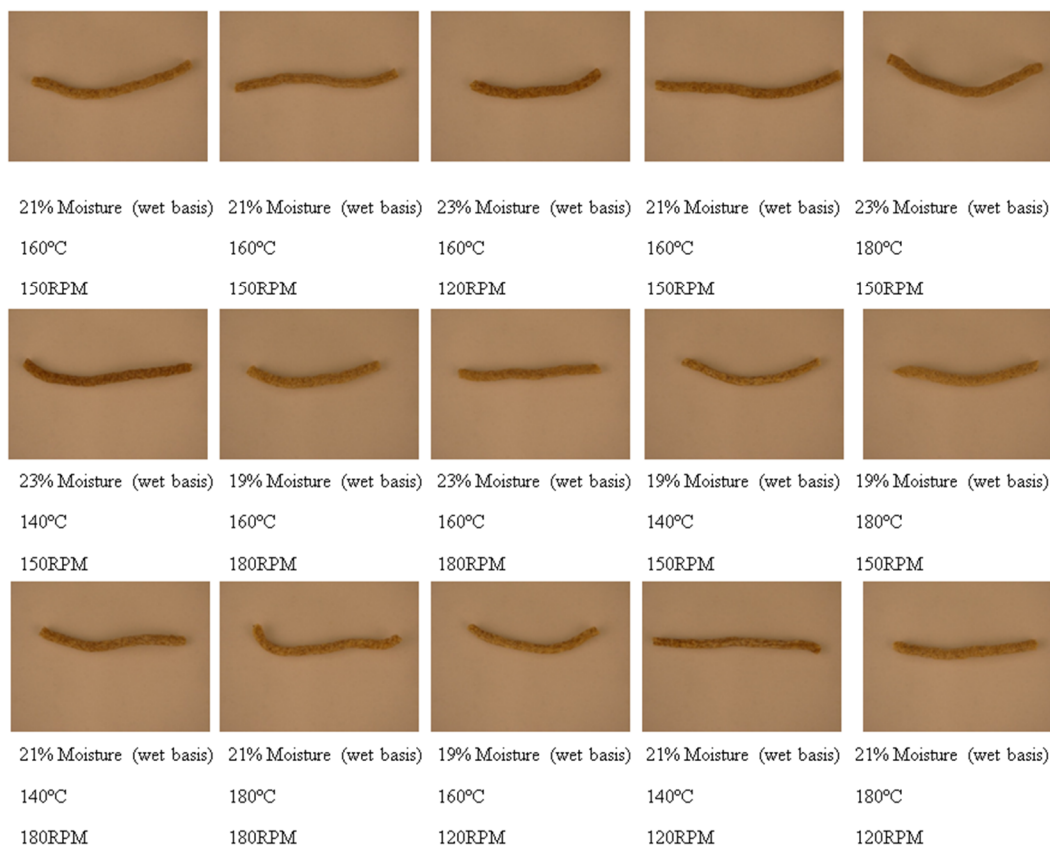 21% Moisture (wet basis) 21% Moisture (wet basis) 23% Moisture (wet basis) 21% Moisture (wet basis) 23% Moisture (wet basis)
160ºC 160ºC 160ºC 160ºC 180ºC
150RPM 150RPM 120RPM 150RPM 150RPM
23% Moisture (wet basis) 19% Moisture (wet basis) 23% Moisture (wet basis) 19% Moisture (wet basis) 19% Moisture (wet basis)
140ºC 160ºC 160ºC 140ºC 180ºC
150RPM 180RPM 180RPM 150RPM 150RPM
21% Moisture (wet basis) 21% Moisture (wet basis) 19% Moisture (wet basis) 21% Moisture (wet basis) 21% Moisture (wet basis)
140ºC 180ºC 160ºC 140ºC 180ºC
180RPM 180RPM 120RPM 120RPM 120RPM